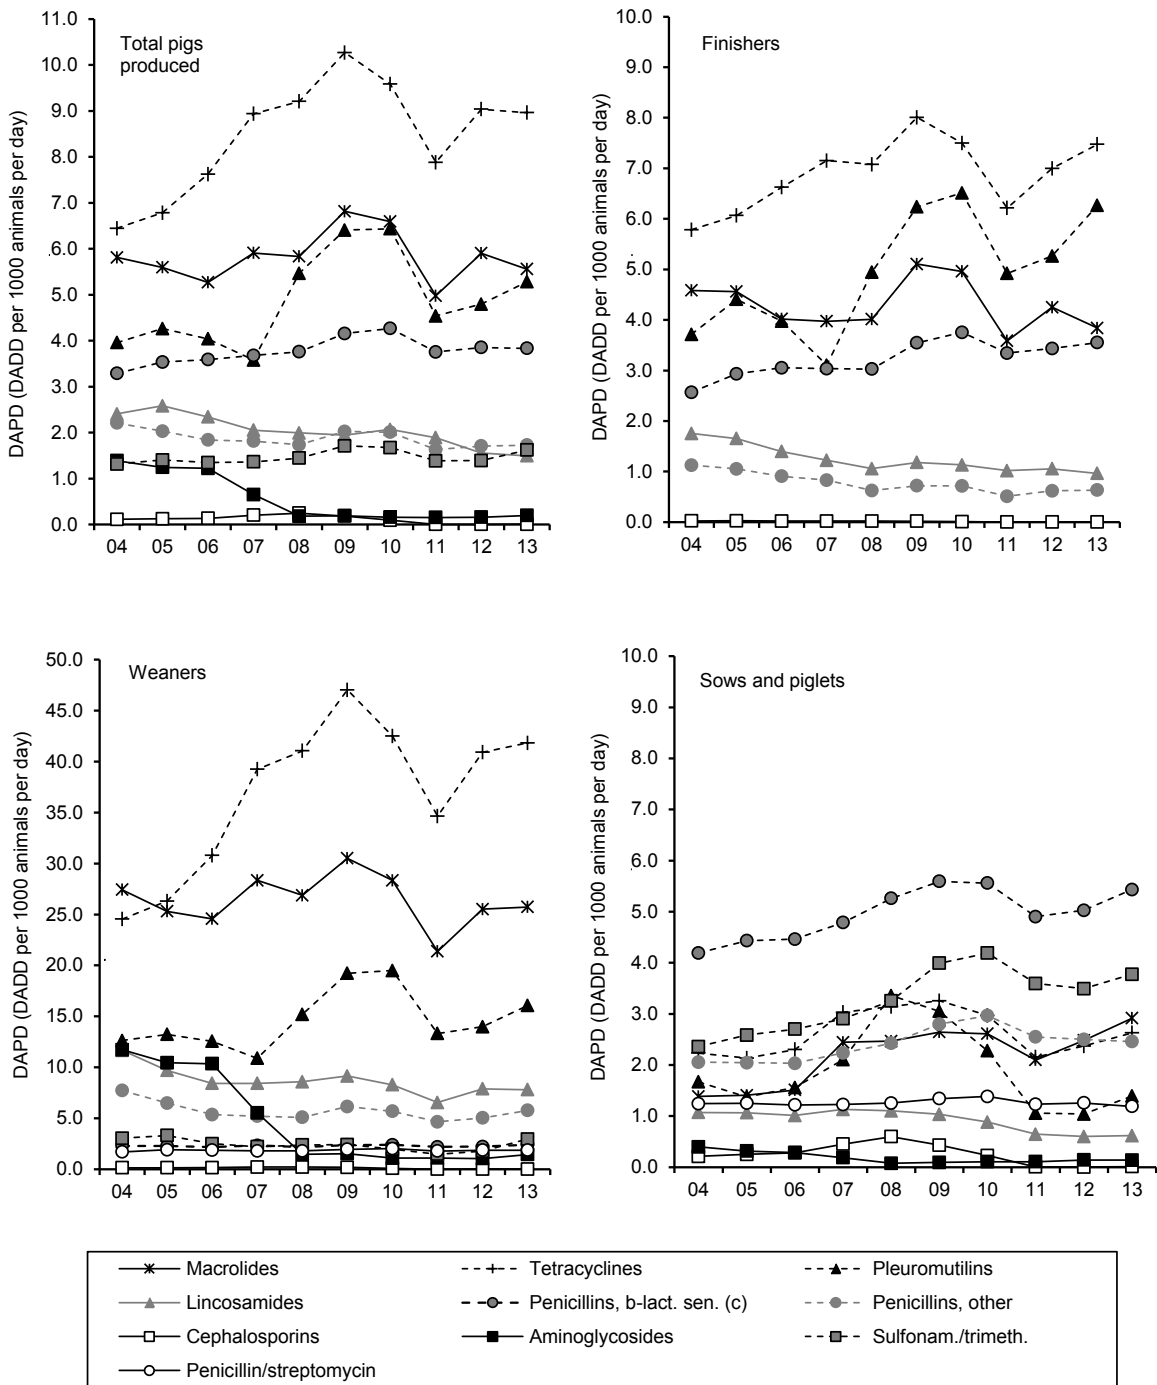 Total pigs
produced
DAPD (DADD per 1000 animals per day)
11.0
10.0
9.0
8.0
7.0
6.0
5.0
4.0
3.0
2.0
1.0
0.0
04 05 06 07 08 09 10 11 12 13
Finishers
DAPD (DADD per 1000 animals per day)
10.0
9.0
8.0
7.0
6.0
5.0
4.0
3.0
2.0
1.0
0.0
04 05 06 07 08 09 10 11 12 13
Weaners
DAPD (DADD per 1000 animals per day)
50.0
45.0
40.0
35.0
30.0
25.0
20.0
15.0
10.0
5.0
0.0
04 05 06 07 08 09 10 11 12 13
Sows and piglets
DAPD (DADD per 1000 animals per day)
10.0
9.0
8.0
7.0
6.0
5.0
4.0
3.0
2.0
1.0
0.0
04 05 06 07 08 09 10 11 12 13
Macrolides Tetracyclines Pleuromutilins
Lincosamides Penicillins, b-lact. sen. (c) Penicillins, other
Cephalosporins Aminoglycosides Sulfonam./trimeth.
Penicillin/streptomycin